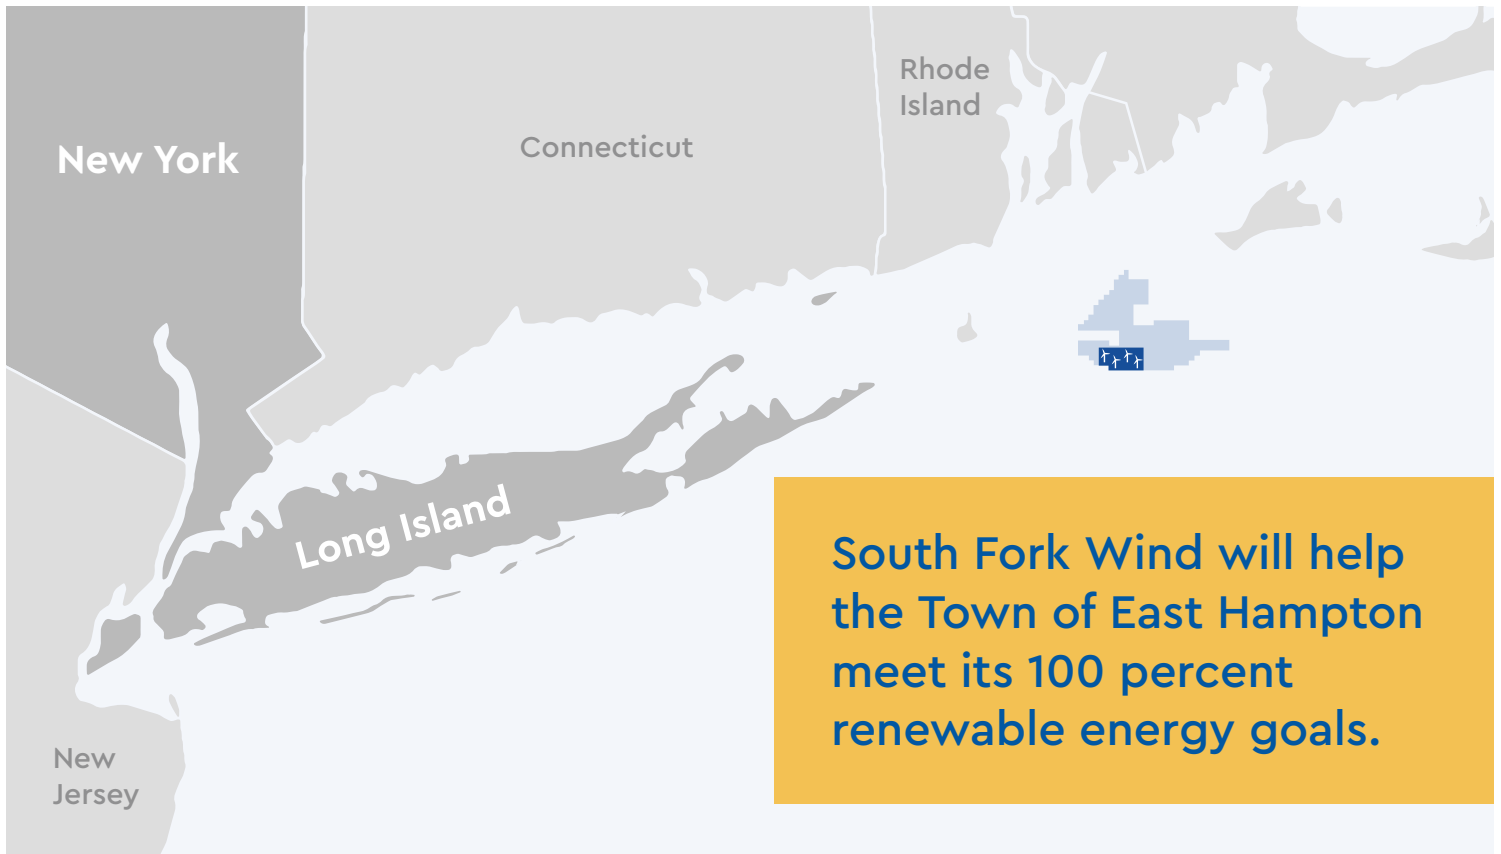 Rhode
Island
New York
Connecticut
Long Island
South Fork Wind will help
the Town of East Hampton
meet its 100 percent
renewable energy goals.
New
Jersey